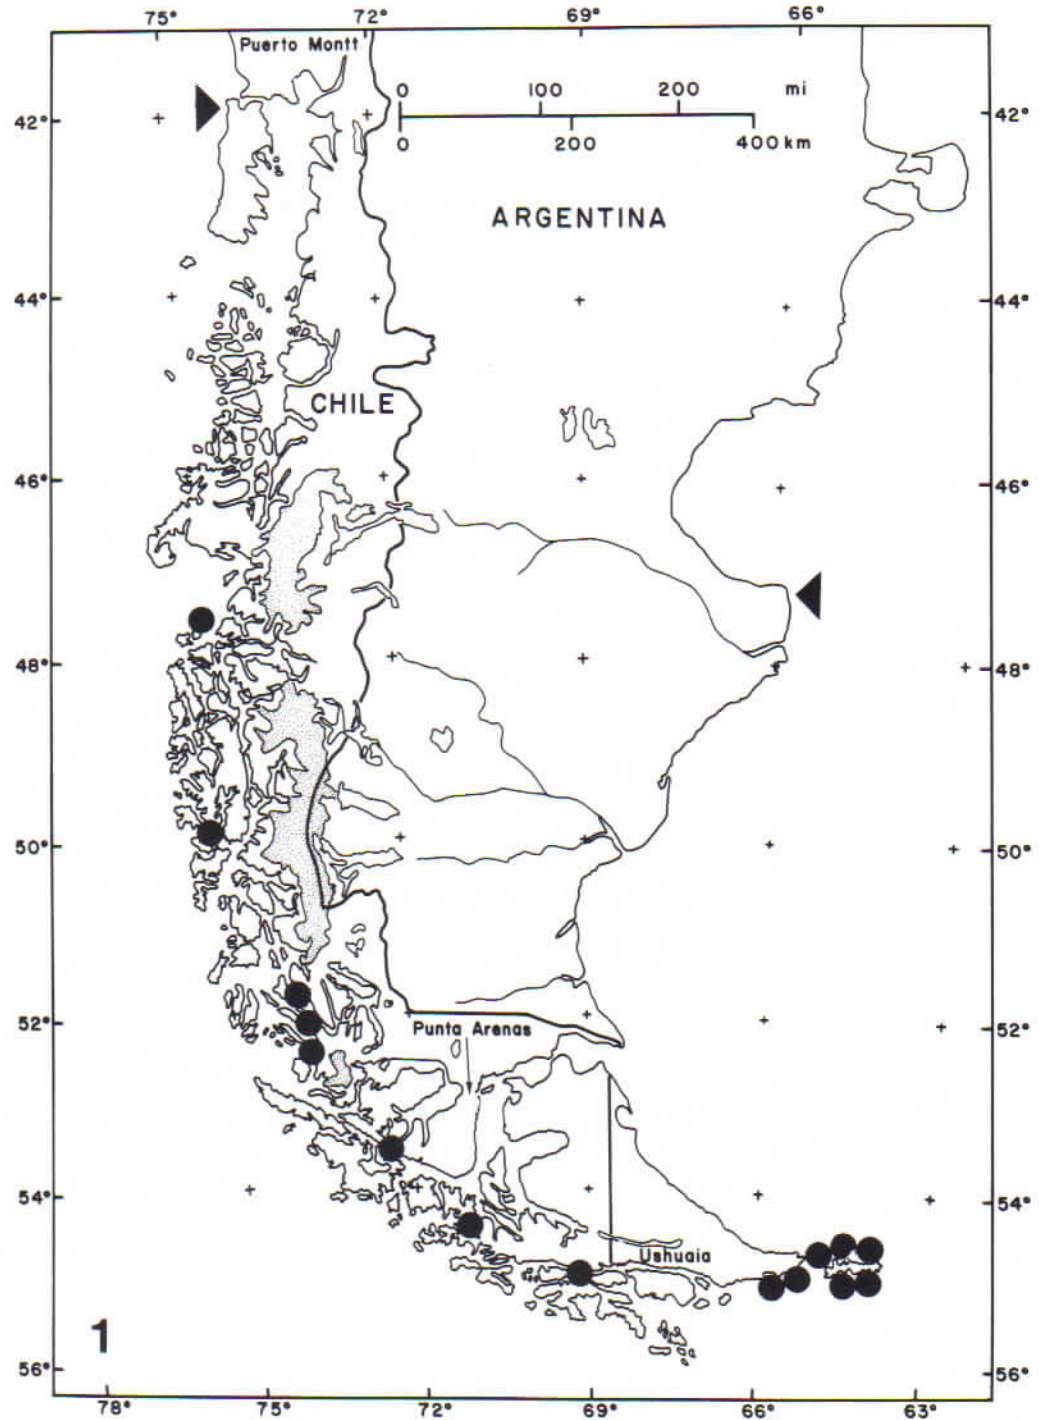 75° 72° 69° 66°
Puerto Montt
0 100 200 mi
0 200 400 km
42° 42°
ARGENTINA
44° 44°
CHILE
46° 46°
48° 48°
50° 50°
52° 52°
Punta Arenas
54° 54°
Ushuaia
1
56° 56°
78° 75° 72° 69° 66° 63°